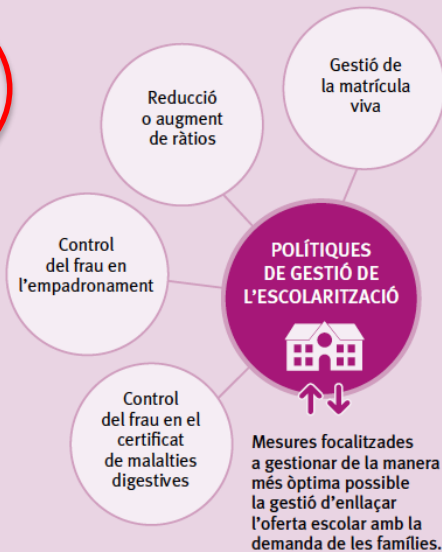 Gestió de
la matrícula
viva
Reducció
o augment
de ràtios
Control
del frau en
l'empadronament
POLÍTIQUES
DE GESTIÓ DE
L'ESCOLARITZACIÓ
Control
del frau en el
certificat
de malalties
digestives
Mesures focalitzades
a gestionar de la manera
més òptima possible
la gestió d'enllaçar
l'oferta escolar amb la
demanda de les famílies.